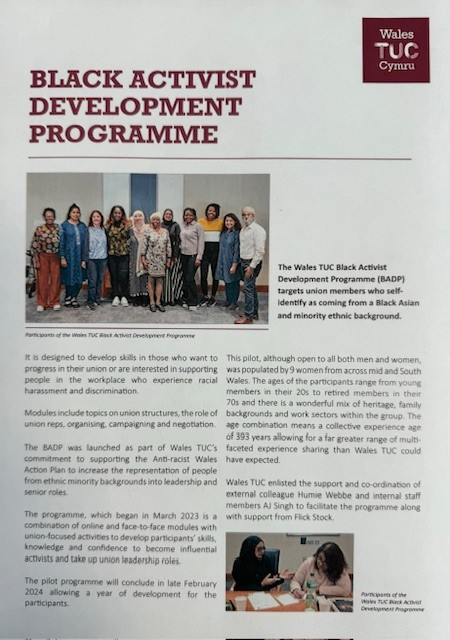 Wales
TUC
Cymru
BLACK ACTIVIST
DEVELOPMENT
PROGRAMME
The Wales TUC Black Activist
Development Programme (BADP)
targets union members who self-
identify as coming from a Black Asian
and minority ethnic background.
Participants of the Wales TUC Black Activist Development Programme
It is designed to develop skills in those who want to
progress in their union or are interested in supporting
people in the workplace who experience racial
harassment and discrimination.
Modules include topics on union structures, the role of
union reps, organising, campaigning and negotiation.
The BADP was launched as part of Wales TUC's
commitment to supporting the Anti-racist Wales
Action Plan to increase the representation of people
from ethnic minority backgrounds into leadership and
senior roles.
The programme, which began in March 2023 is a
combination of online and face-to-face modules with
union-focused activities to develop participants' skills,
knowledge and confidence to become influential
activists and take up union leadership roles.
The pilot programme will conclude in late February
2024 allowing a year of development for the
participants.
This pilot, although open to all both men and women,
was populated by 9 women from across mid and South
Wales. The ages of the participants range from young
members in their 20s to retired members in their
70s and there is a wonderful mix of heritage, family
backgrounds and work sectors within the group. The
age combination means a collective experience age
of 393 years allowing for a far greater range of multi-
faceted experience sharing than Wales TUC could
have expected.
Wales TUC enlisted the support and co-ordination of
external colleague Humie Webbe and internal staff
members AJ Singh to facilitate the programme along
with support from Flick Stock.
Participants of the
Wales TUC Black Activist
Development Programme